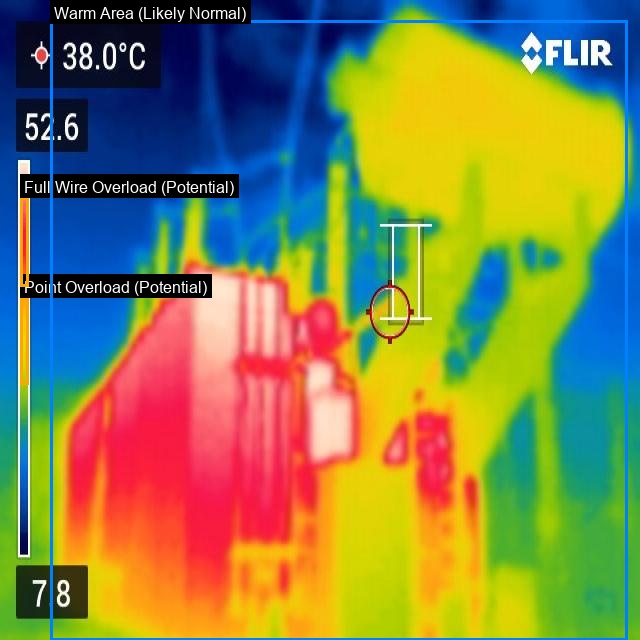 Warm Area (Likely Normal)
38.0°C
FLIR
52.6
Full Wire Overload (Potential)
Point Overload (Potential)
7.8